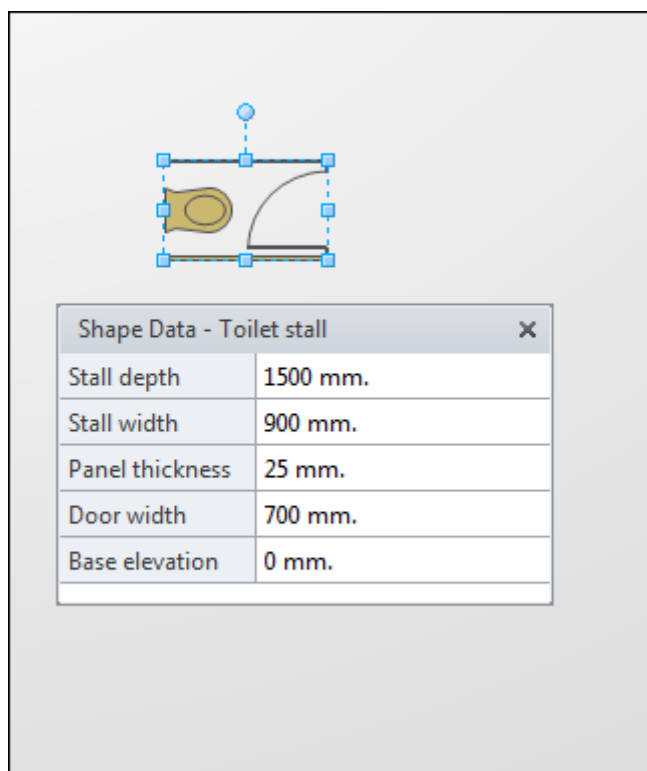 Shape Data - Toilet stall
Stall depth 1500 mm.
Stall width 900 mm.
Panel thickness 25 mm.
Door width 700 mm.
Base elevation 0 mm.